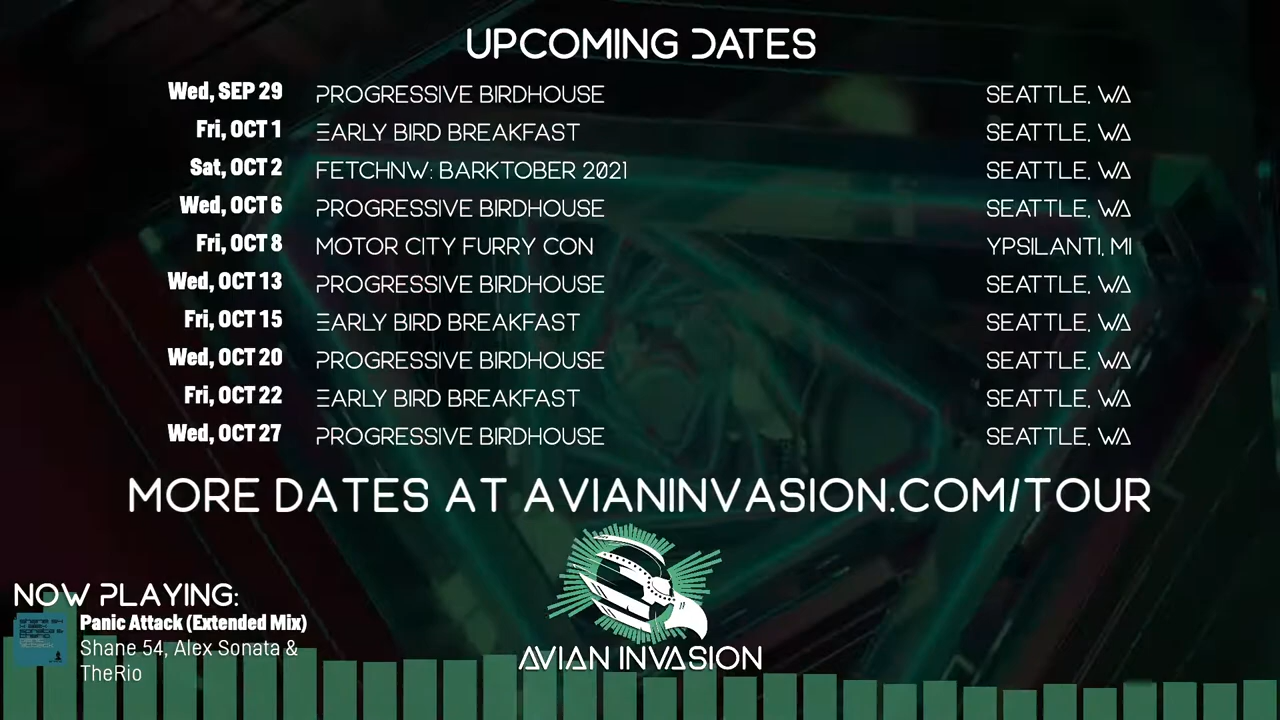 UPCOMING DATES
Wed, SEP 29 PROGRESSIVE BIRDHOUSE SEATTLE, WA
Fri, OCT 1 EARLY BIRD BREAKFAST SEATTLE, WA
Sat, OCT 2 FETCHNW: BARKTOBER 2021 SEATTLE, WA
Wed, OCT 6 PROGRESSIVE BIRDHOUSE SEATTLE, WA
Fri, OCT 8 MOTOR CITY FURRY CON YPSILANTI, MI
Wed, OCT 13 PROGRESSIVE BIRDHOUSE SEATTLE, WA
Fri, OCT 15 EARLY BIRD BREAKFAST SEATTLE, WA
Wed, OCT 20 PROGRESSIVE BIRDHOUSE SEATTLE, WA
Fri, OCT 22 EARLY BIRD BREAKFAST SEATTLE, WA
Wed, OCT 27 PROGRESSIVE BIRDHOUSE SEATTLE, WA
MORE DATES AT AVIANINVASION.COM/TOUR
NOW PLAYING:
Panic Attack (Extended Mix)
Shane 54, Alex Sonata &
TheRio
AVIAN INVASION